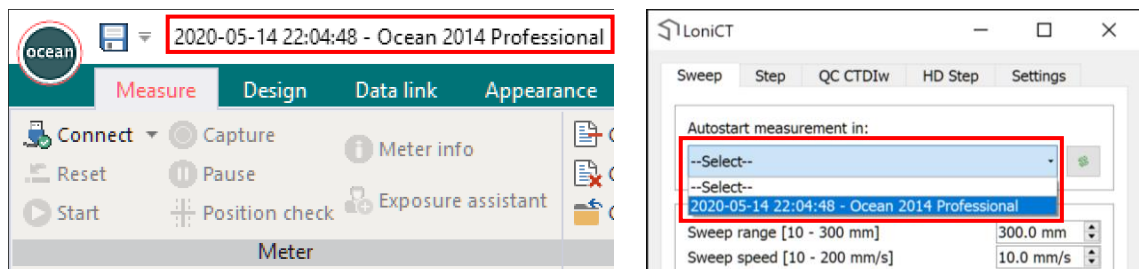 ocean
2020-05-14 22:04:48 - Ocean 2014 Professional
Measure Design Data link Appearance
Connect Capture Meter info
Reset Pause
Start Position check Exposure assistant
Meter
LoniCT
Sweep Step QC CTDIw HD Step Settings
Autostart measurement in:
--Select--
--Select--
2020-05-14 22:04:48 - Ocean 2014 Professional
Sweep range [10 - 300 mm] 300.0 mm
Sweep speed [10 - 200 mm/s] 10.0 mm/s